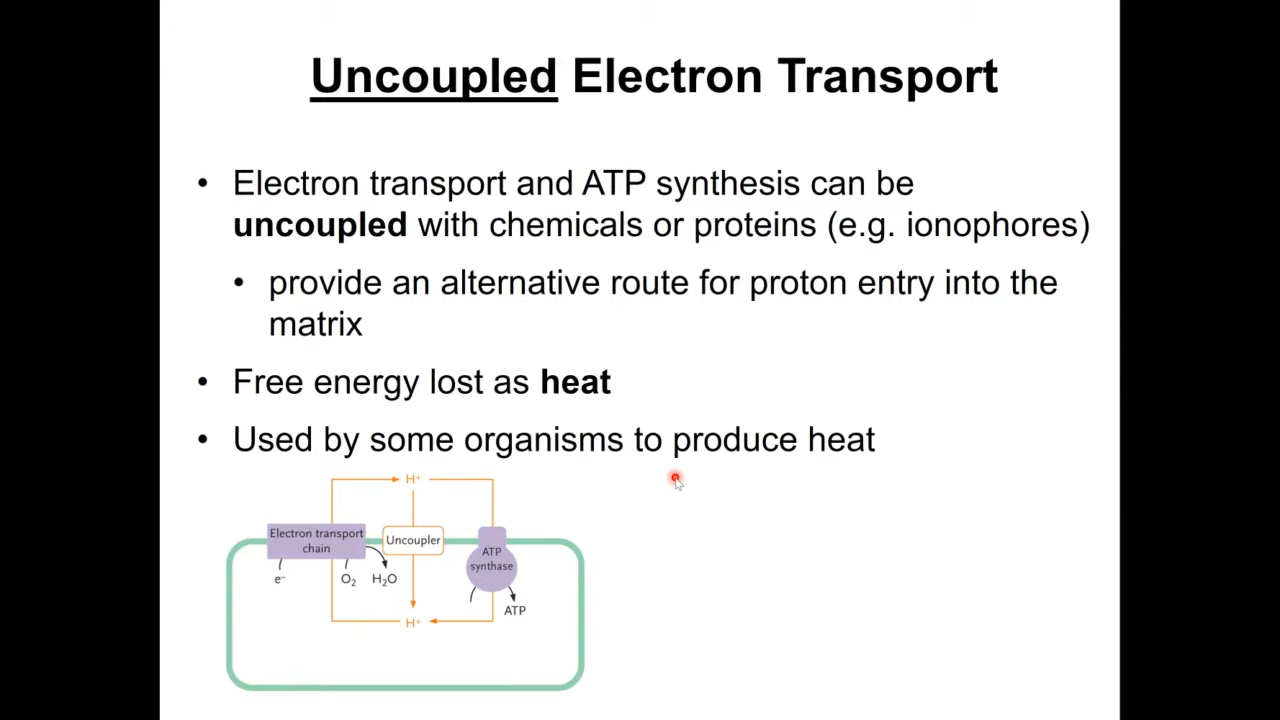 Uncoupled Electron Transport
• Electron transport and ATP synthesis can be
uncoupled with chemicals or proteins (e.g. ionophores)
• provide an alternative route for proton entry into the
matrix
• Free energy lost as heat
• Used by some organisms to produce heat
H⁺
Electron transport
chain
Uncoupler
ATP
synthase
e⁻
O₂
H₂O
ATP
H⁺